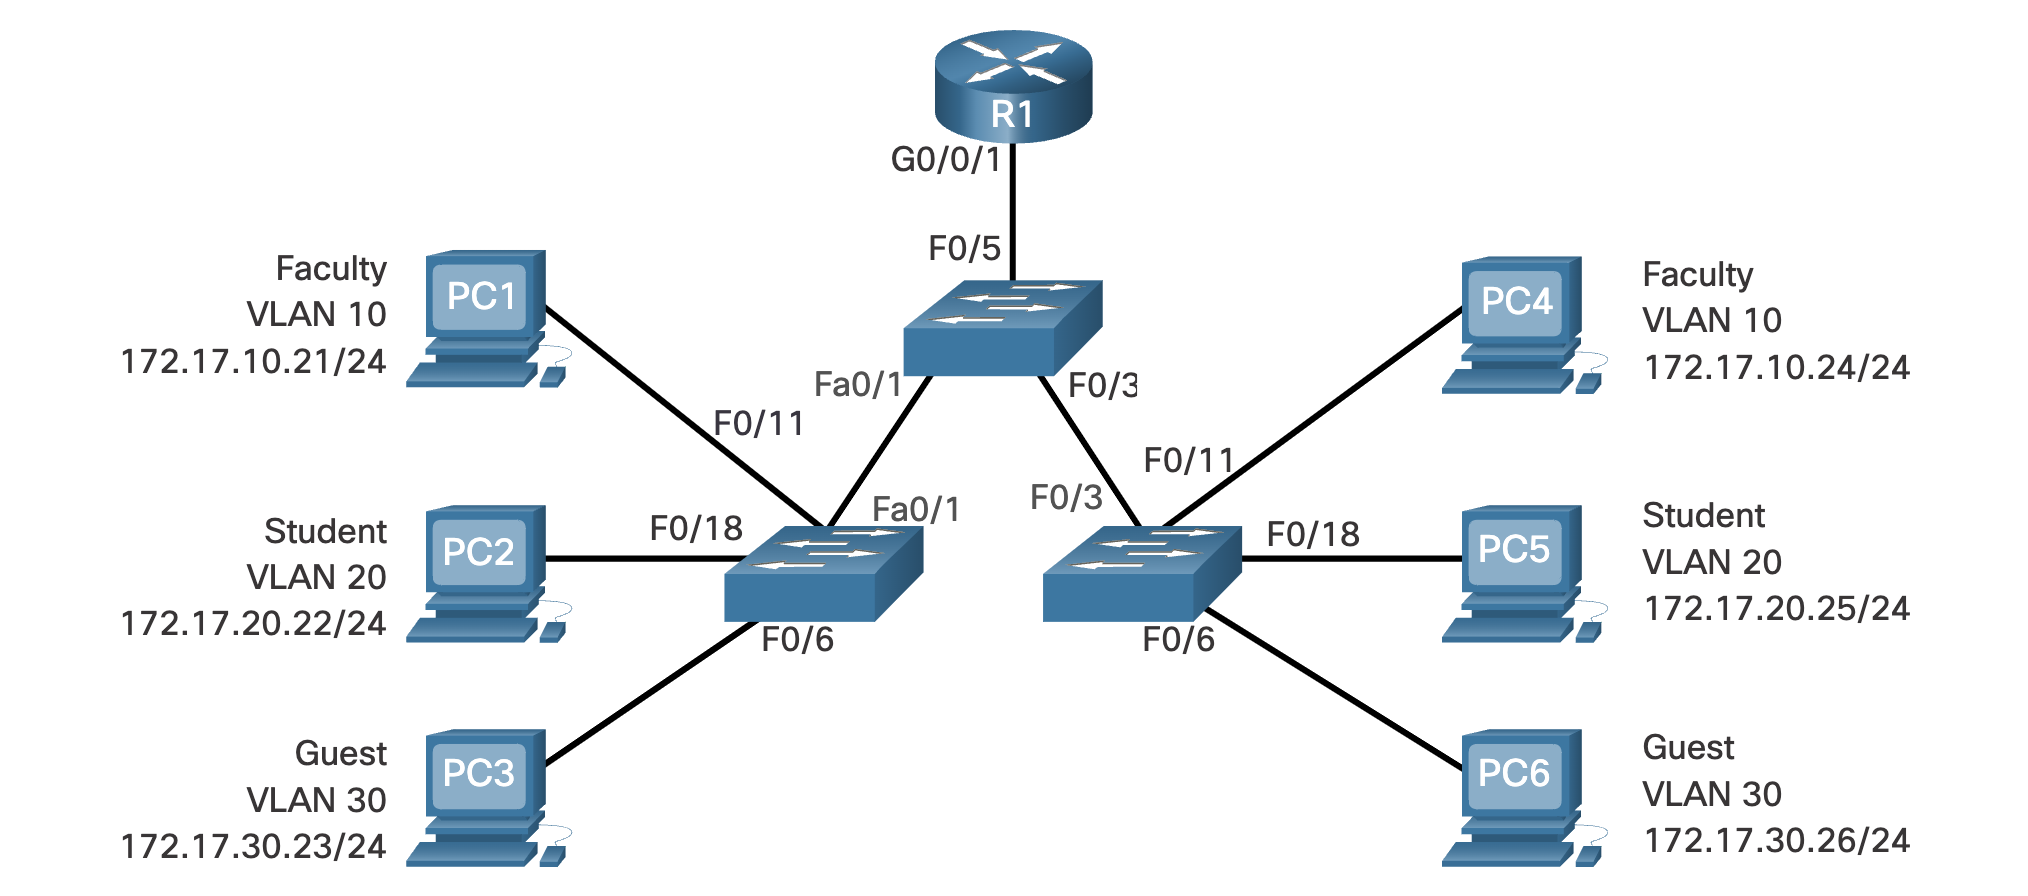 R1
G0/0/1
F0/5
Faculty
VLAN 10
172.17.10.21/24
PC1
PC4
Faculty
VLAN 10
172.17.10.24/24
Fa0/1
F0/3
F0/11
F0/11
F0/3
Fa0/1
Student
VLAN 20
172.17.20.22/24
PC2
F0/18
F0/18
PC5
Student
VLAN 20
172.17.20.25/24
F0/6
F0/6
Guest
VLAN 30
172.17.30.23/24
PC3
PC6
Guest
VLAN 30
172.17.30.26/24